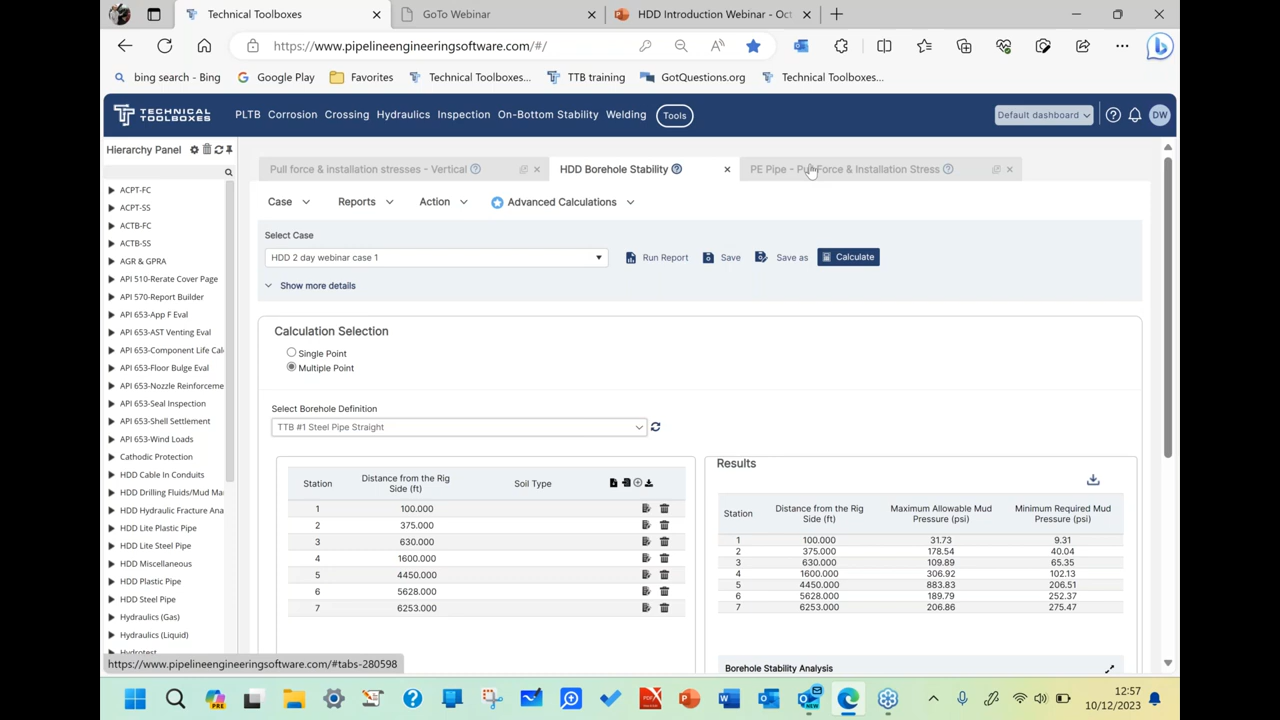 Technical Toolboxes
GoTo Webinar
HDD Introduction Webinar - Oct
https://www.pipelineengineeringsoftware.com/#/
bing search - Bing
Google Play
Favorites
Technical Toolboxes...
TTB training
GotQuestions.org
Technical Toolboxes...
TECHNICAL
TOOLBOXES
PLTB
Corrosion
Crossing
Hydraulics
Inspection
On-Bottom Stability
Welding
Tools
Default dashboard
DW
Hierarchy Panel
Pull force & installation stresses - Vertical
HDD Borehole Stability
PE Pipe - Pull Force & Installation Stress
ACPT-FC
ACPT-SS
ACTB-FC
ACTB-SS
AGR & GPRA
API 510-Rerate Cover Page
API 570-Report Builder
API 653-App F Eval
API 653-AST Venting Eval
API 653-Component Life Cal
API 653-Floor Bulge Eval
API 653-Nozzle Reinforceme
API 653-Seal Inspection
API 653-Shell Settlement
API 653-Wind Loads
Cathodic Protection
HDD Cable In Conduits
HDD Drilling Fluids/Mud Ma
HDD Hydraulic Fracture Ana
HDD Lite Plastic Pipe
HDD Lite Steel Pipe
HDD Miscellaneous
HDD Plastic Pipe
HDD Steel Pipe
Hydraulics (Gas)
Hydraulics (Liquid)
Hydrotest
Case
Reports
Action
Advanced Calculations
Select Case
HDD 2 day webinar case 1
Run Report
Save
Save as
Calculate
Show more details
Calculation Selection
Single Point
Multiple Point
Select Borehole Definition
TTB #1 Steel Pipe Straight
Station Distance from the Rig Side (ft) Soil Type
1 100.000
2 375.000
3 630.000
4 1600.000
5 4450.000
6 5628.000
7 6253.000
Results
Station Distance from the Rig Side (ft) Maximum Allowable Mud Pressure (psi) Minimum Required Mud Pressure (psi)
1 100.000 31.73 9.31
2 375.000 178.54 40.04
3 630.000 109.89 65.35
4 1600.000 306.92 102.13
5 4450.000 883.83 206.51
6 5628.000 189.79 252.37
7 6253.000 206.86 275.47
Borehole Stability Analysis
https://www.pipelineengineeringsoftware.com/#tabs-280598
PRE
NEW
12:57
10/12/2023